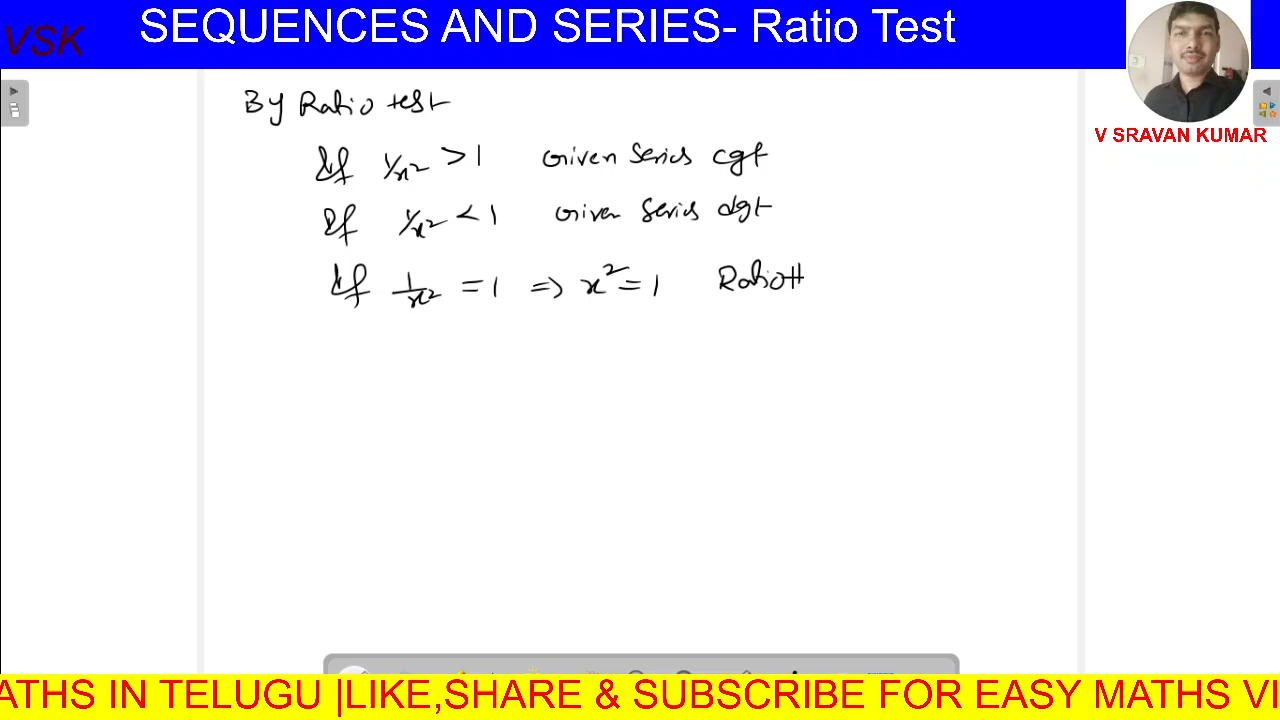 VSK
SEQUENCES AND SERIES- Ratio Test
V SRAVAN KUMAR
By Ratio test
If 1/x² > 1 Given Series cgt
If 1/x² < 1 Given Series dgt
If 1/x² = 1 ⇒ x² = 1 Ratio
ATHS IN TELUGU |LIKE,SHARE & SUBSCRIBE FOR EASY MATHS VI